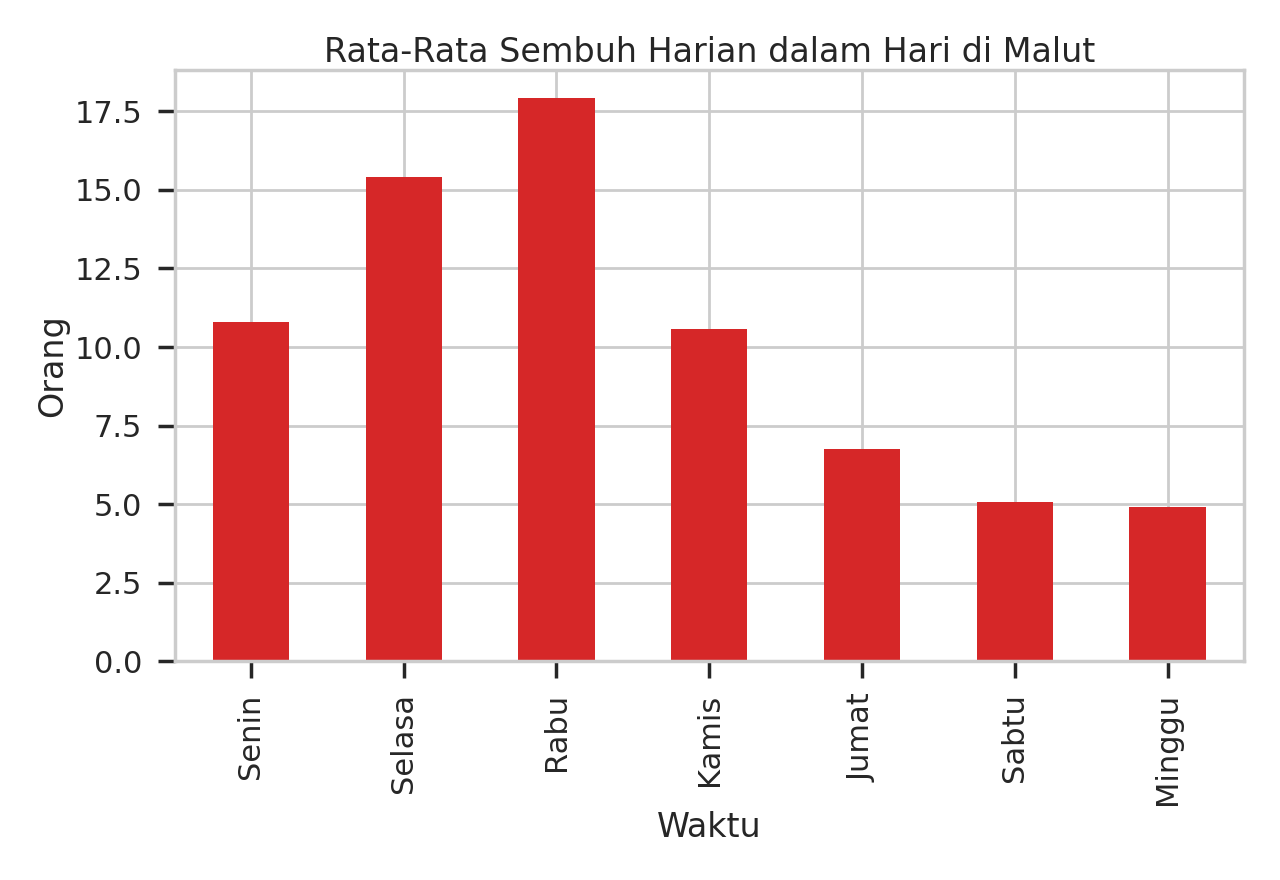 Rata-Rata Sembuh Harian dalam Hari di Malut
Orang
17.5
15.0
12.5
10.0
7.5
5.0
2.5
0.0
Senin
Selasa
Rabu
Kamis
Jumat
Sabtu
Minggu
Waktu